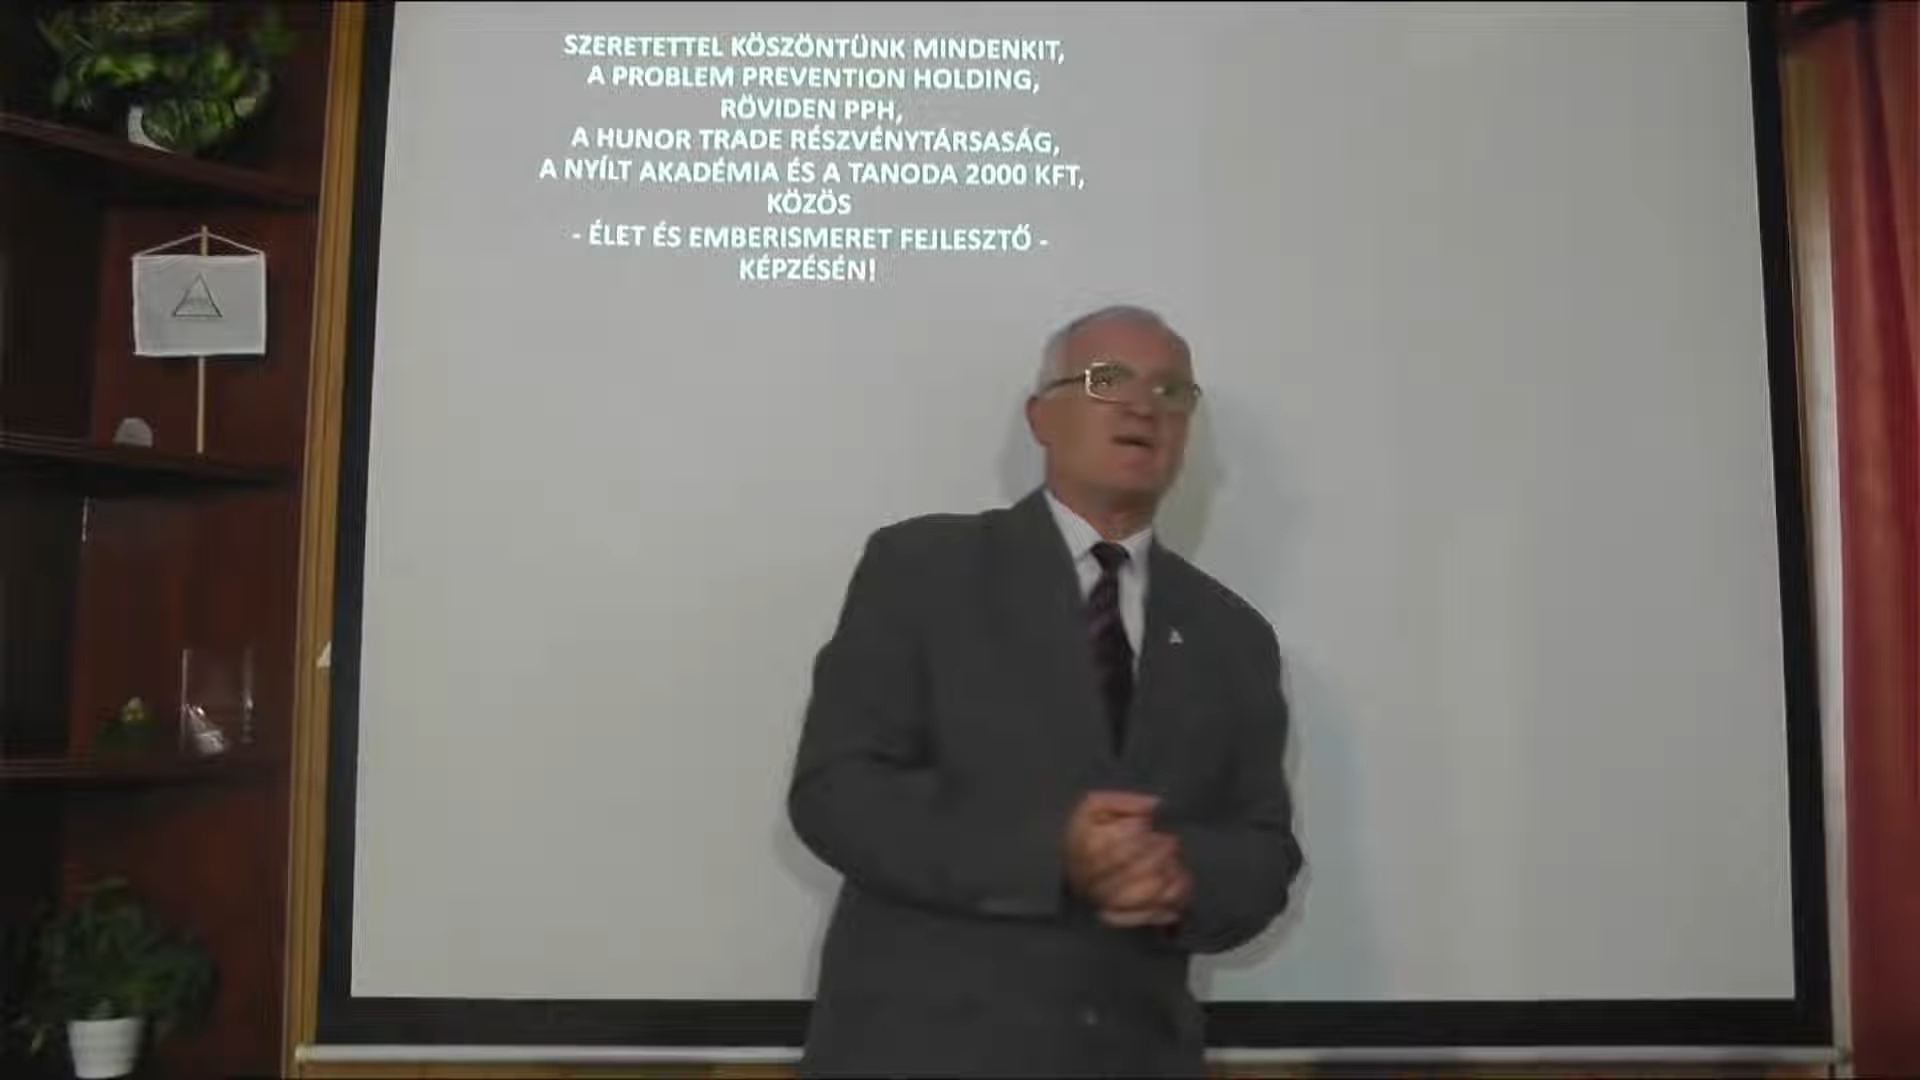 SZERETETTEL KÖSZÖNTÜNK MINDENKIT,
A PROBLEM PREVENTION HOLDING,
RÖVIDEN PPH,
A HUNOR TRADE RÉSZVÉNYTÁRSASÁG,
A NYÍLT AKADÉMIA ÉS A TANODA 2000 KFT,
KÖZÖS
- ÉLET ÉS EMBERISMERET FEJLESZTŐ -
KÉPZÉSÉN!